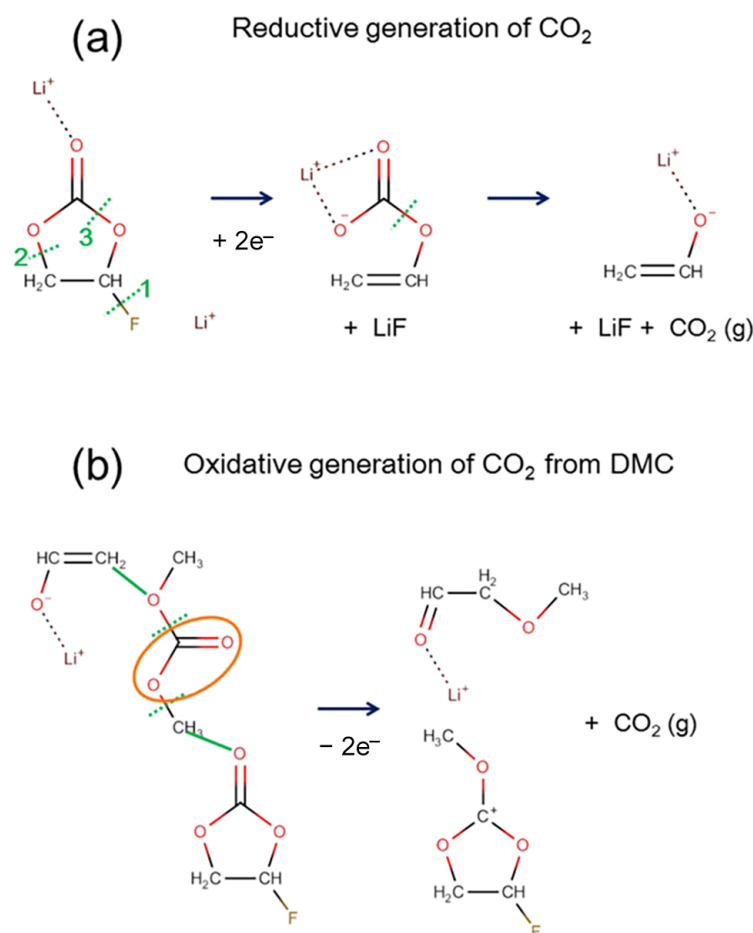 (a) Reductive generation of CO₂
Li⁺
O
O
O
3
2
H₂C
CH
1
F
Li⁺
+ 2e⁻
Li⁺
O
O⁻
O
H₂C
CH
+ LiF
Li⁺
O⁻
H₂C
CH
+ LiF + CO₂ (g)
(b) Oxidative generation of CO₂ from DMC
HC
CH₂
CH₃
O⁻
O
Li⁺
O
O
CH₃
O
O
O
H₂C
CH
F
− 2e⁻
HC
H₂
C
CH₃
O
O
Li⁺
+ CO₂ (g)
H₃C
O
C⁺
O
O
H₂C
CH
F